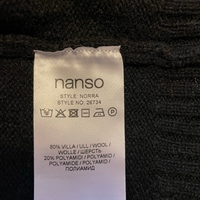 nanso
STYLE: NORRA
STYLE NO: 26734
80% VILLA / ULL / WOOL /
WOLLE / ШЕРСТЬ
20% POLYAMIDI / POLYAMID /
POLYAMIDE / POLYAMID /
ПОЛИАМИД